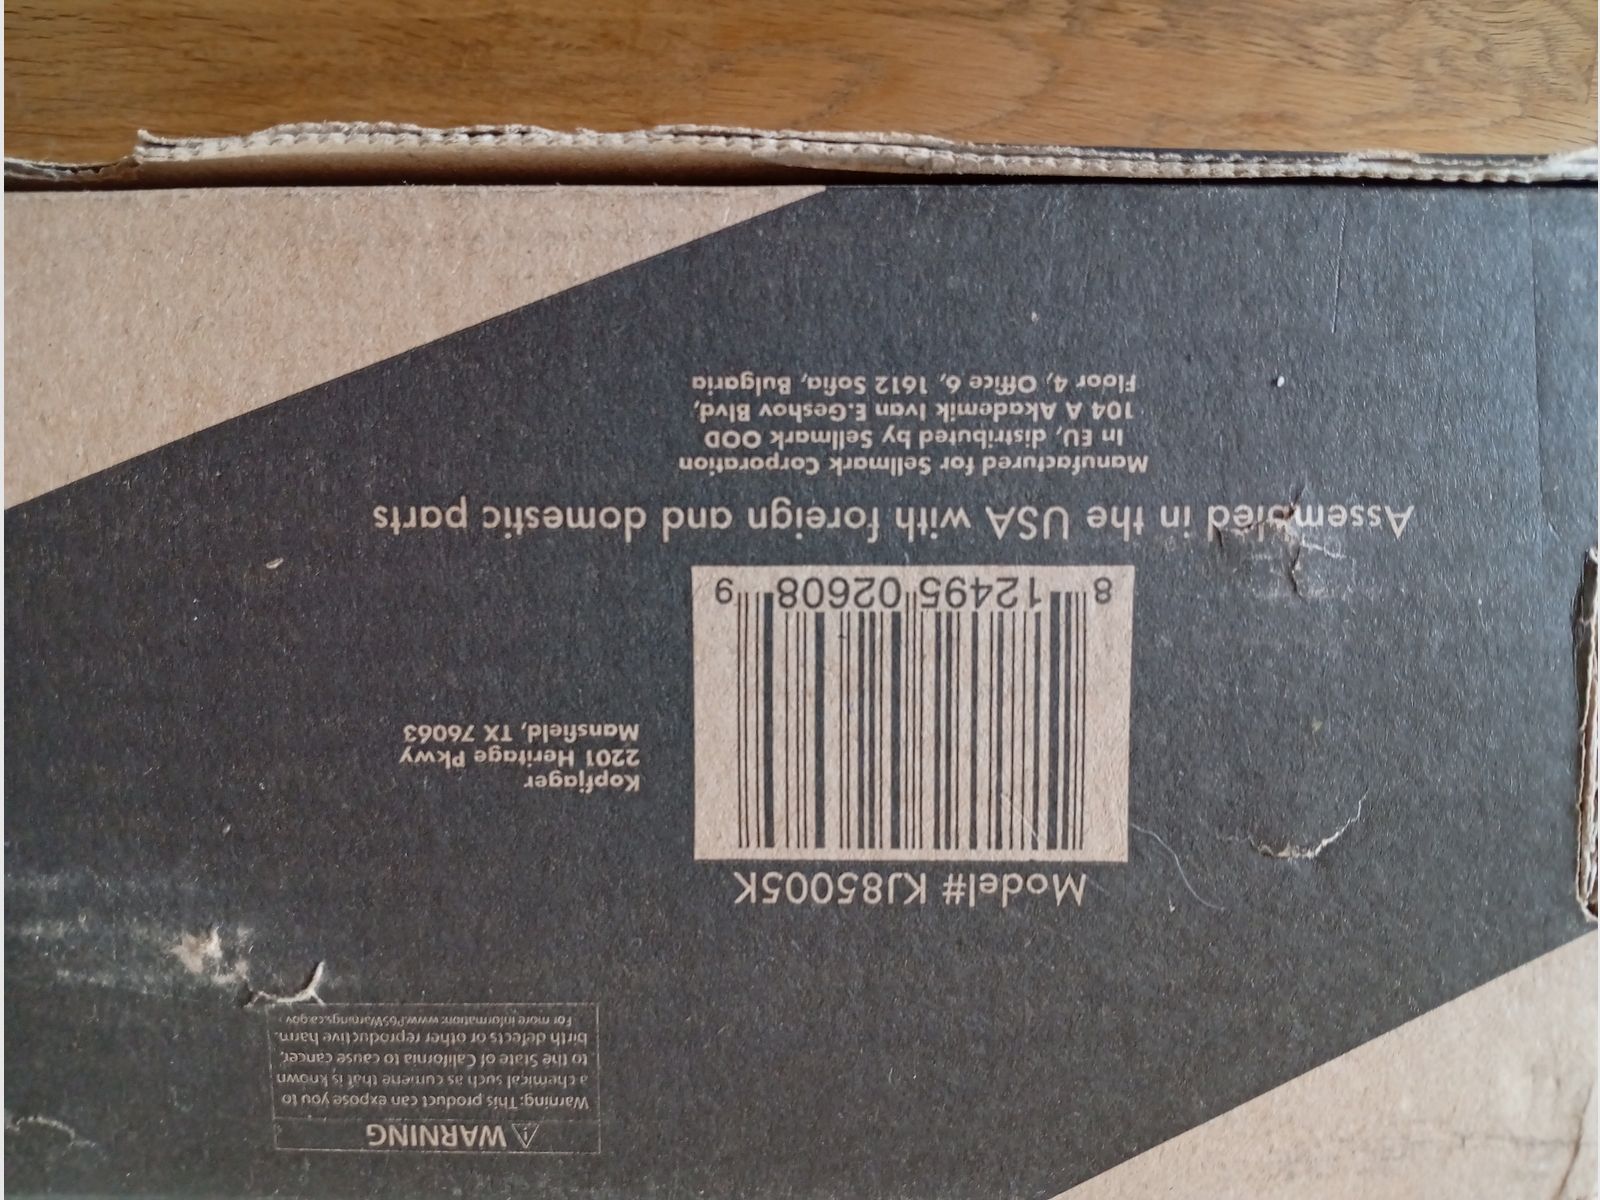 WARNING
Warning: This product can expose you to
a chemical such as cumene that is known
to the State of California to cause cancer,
birth defects or other reproductive harm.
For more information: www.P65Warnings.ca.gov
Model# KJ85005K
Kopfjager
2201 Heritage Pkwy
Mansfield, TX 76063
8 12495 02608 9
Assembled in the USA with foreign and domestic parts
Manufactured for Sellmark Corporation
In EU, distributed by Sellmark OOD
104 A Akademik Ivan E.Geshov Blvd,
Floor 4, Office 6, 1612 Sofia, Bulgaria